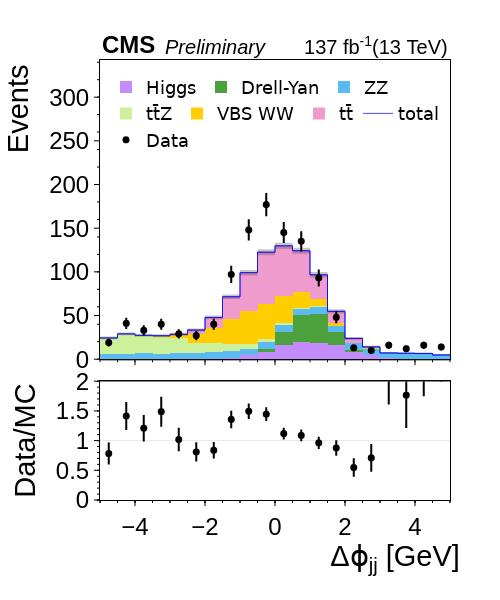 CMS Preliminary 137 fb⁻¹(13 TeV)
Events
Higgs Drell-Yan ZZ
tt̄Z VBS WW tt̄ total
Data
300
250
200
150
100
50
0
Data/MC
2
1.5
1
0.5
0
−4 −2 0 2 4
Δϕjj [GeV]